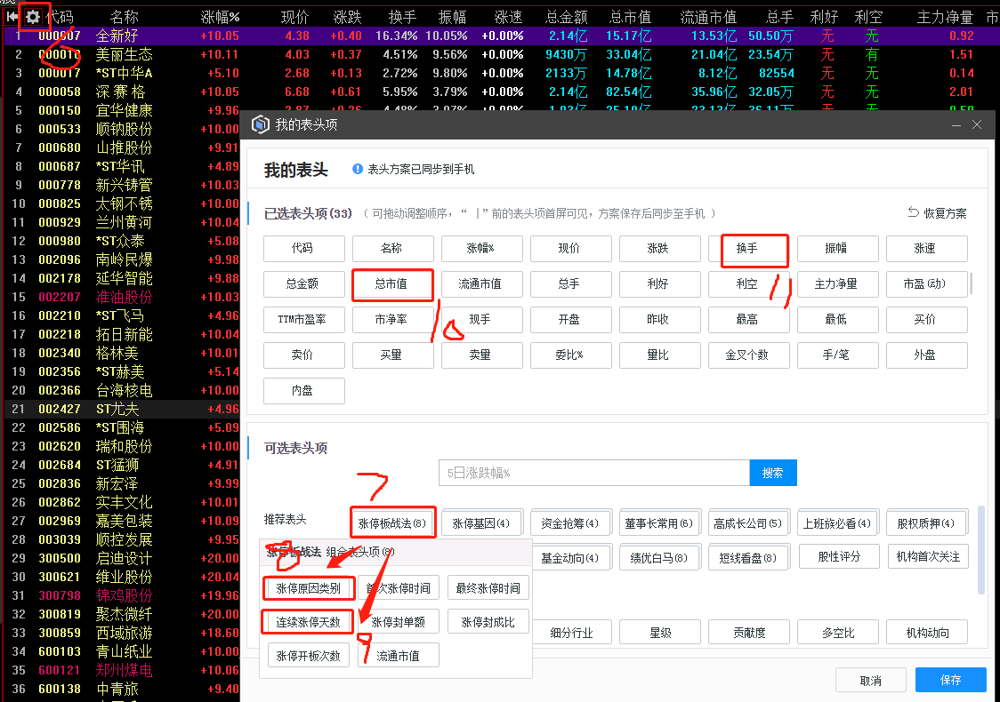 代码 名称 涨幅% 现价 涨跌 换手 振幅 涨速 总金额 总市值 流通市值 总手 利好 利空 主力净量 市
1 000007 全新好 +10.05 4.38 +0.40 16.34% 10.05% +0.00% 2.14亿 15.17亿 13.53亿 50.50万 无 无 0.92
2 000010 美丽生态 +10.11 4.03 +0.37 4.51% 9.56% +0.00% 9430万 33.04亿 21.04亿 23.54万 无 有 1.51
3 000017 *ST中华A +5.10 2.68 +0.13 2.72% 9.80% +0.00% 2133万 14.78亿 8.12亿 82554 无 无 0.14
4 000058 深赛格 +10.05 6.68 +0.61 5.95% 3.79% +0.00% 2.14亿 82.54亿 35.96亿 32.05万 无 无 2.01
5 000150 宜华健康 +9.96
6 000533 顺钠股份 +10.00
7 000680 山推股份 +9.91
8 000687 *ST华讯 +4.89
9 000778 新兴铸管 +10.03
10 000825 太钢不锈 +10.00
11 000929 兰州黄河 +10.04
12 000980 *ST众泰 +5.08
13 002096 南岭民爆 +9.98
14 002178 延华智能 +9.88
15 002207 准油股份 +10.03
16 002210 *ST飞马 +4.96
17 002218 拓日新能 +10.04
18 002340 格林美 +10.01
19 002356 *ST赫美 +5.14
20 002366 台海核电 +10.00
21 002427 ST尤夫 +4.96
22 002586 *ST围海 +5.09
23 002620 瑞和股份 +10.00
24 002684 ST猛狮 +4.91
25 002836 新宏泽 +9.99
26 002862 实丰文化 +10.01
27 002969 嘉美包装 +10.09
28 003039 顺控发展 +9.95
29 300500 启迪设计 +20.00
30 300621 维业股份 +20.04
31 300798 锦鸡股份 +19.96
32 300819 聚杰微纤 +20.00
33 300859 西域旅游 +18.60
34 600103 青山纸业 +10.00
35 600121 郑州煤电 +10.06
36 600138 中青旅 +9.40
6
我的表头项
我的表头 表头方案已同步到手机
已选表头项(33) （ 可拖动调整顺序，“ |”前的表头项首屏可见，方案保存后同步至手机 ） 恢复方案
代码 名称 涨幅% 现价 涨跌 换手 振幅 涨速
总金额 总市值 流通市值 总手 利好 利空 主力净量 市盈(动)
11
TTM市盈率 市净率 现手 开盘 昨收 最高 最低 买价
10
卖价 买量 卖量 委比% 量比 金叉个数 手/笔 外盘
内盘
可选表头项
5日涨跌幅% 搜索
7
推荐表头 涨停板战法(8) 涨停基因(4) 资金抢筹(4) 董事长常用(6) 高成长公司(5) 上班族必看(4) 股权质押(4)
涨停板战法 组合表头项(8) 基金动向(4) 绩优白马(8) 短线看盘(8) 股性评分 机构首次关注
8
涨停原因类别 首次涨停时间 最终涨停时间
连续涨停天数 涨停封单额 涨停封成比 细分行业 星级 贡献度 多空比 机构动向
9
涨停开板次数 流通市值
取消 保存